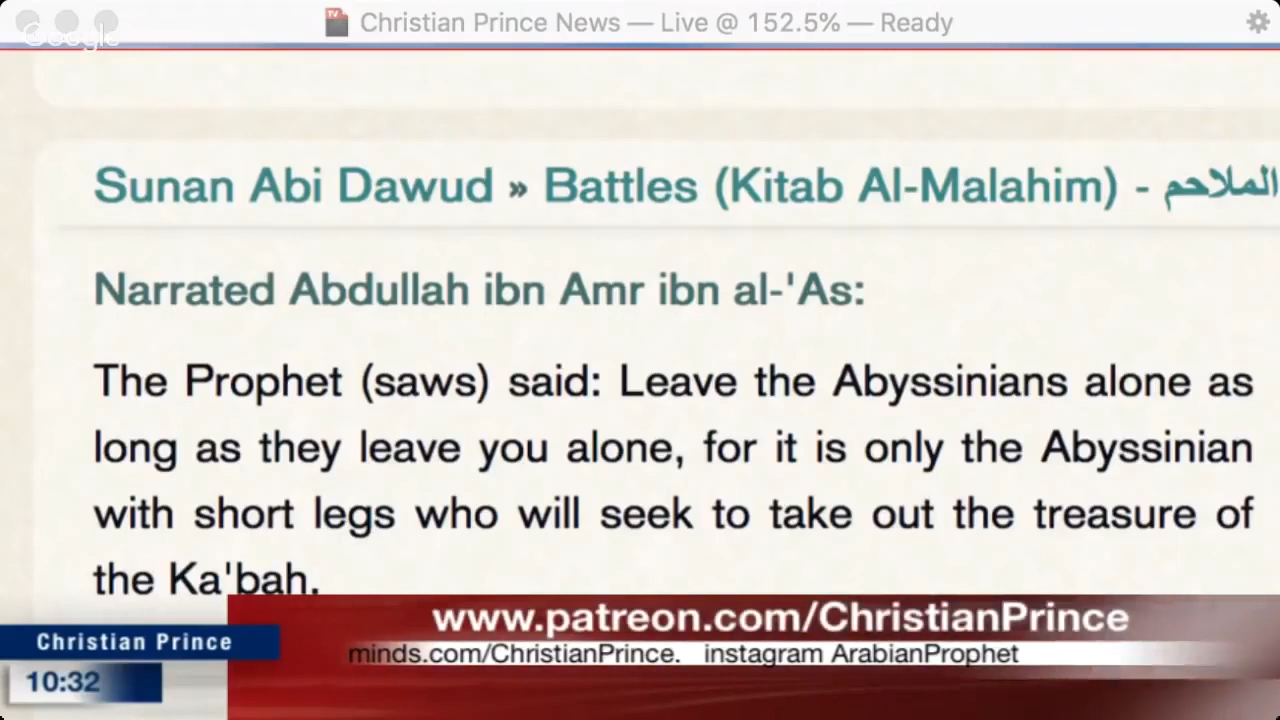 Christian Prince News — Live @ 152.5% — Ready
TV
Google
Sunan Abi Dawud » Battles (Kitab Al-Malahim) - الملاحم
Narrated Abdullah ibn Amr ibn al-'As:
The Prophet (saws) said: Leave the Abyssinians alone as
long as they leave you alone, for it is only the Abyssinian
with short legs who will seek to take out the treasure of
the Ka'bah.
www.patreon.com/ChristianPrince
Christian Prince
minds.com/ChristianPrince. instagram ArabianProphet
10:32